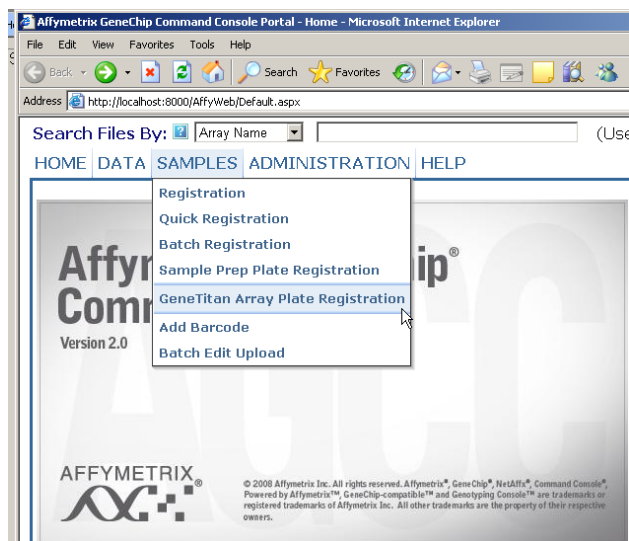 Affymetrix GeneChip Command Console Portal - Home - Microsoft Internet Explorer
File Edit View Favorites Tools Help
Back Search Favorites
Address http://localhost:8000/AffyWeb/Default.aspx
Search Files By: Array Name (Use
HOME DATA SAMPLES ADMINISTRATION HELP
Registration
Quick Registration
Batch Registration
Sample Prep Plate Registration
GeneTitan Array Plate Registration
Add Barcode
Batch Edit Upload
Affy ip®
Comm
Version 2.0
AGCC
AFFYMETRIX®
© 2008 Affymetrix Inc. All rights reserved. Affymetrix®, GeneChip®, NetAffx®, Command Console®,
Powered by Affymetrix™, GeneChip-compatible™ and Genotyping Console™ are trademarks or
registered trademarks of Affymetrix Inc. All other trademarks are the property of their respective
owners.